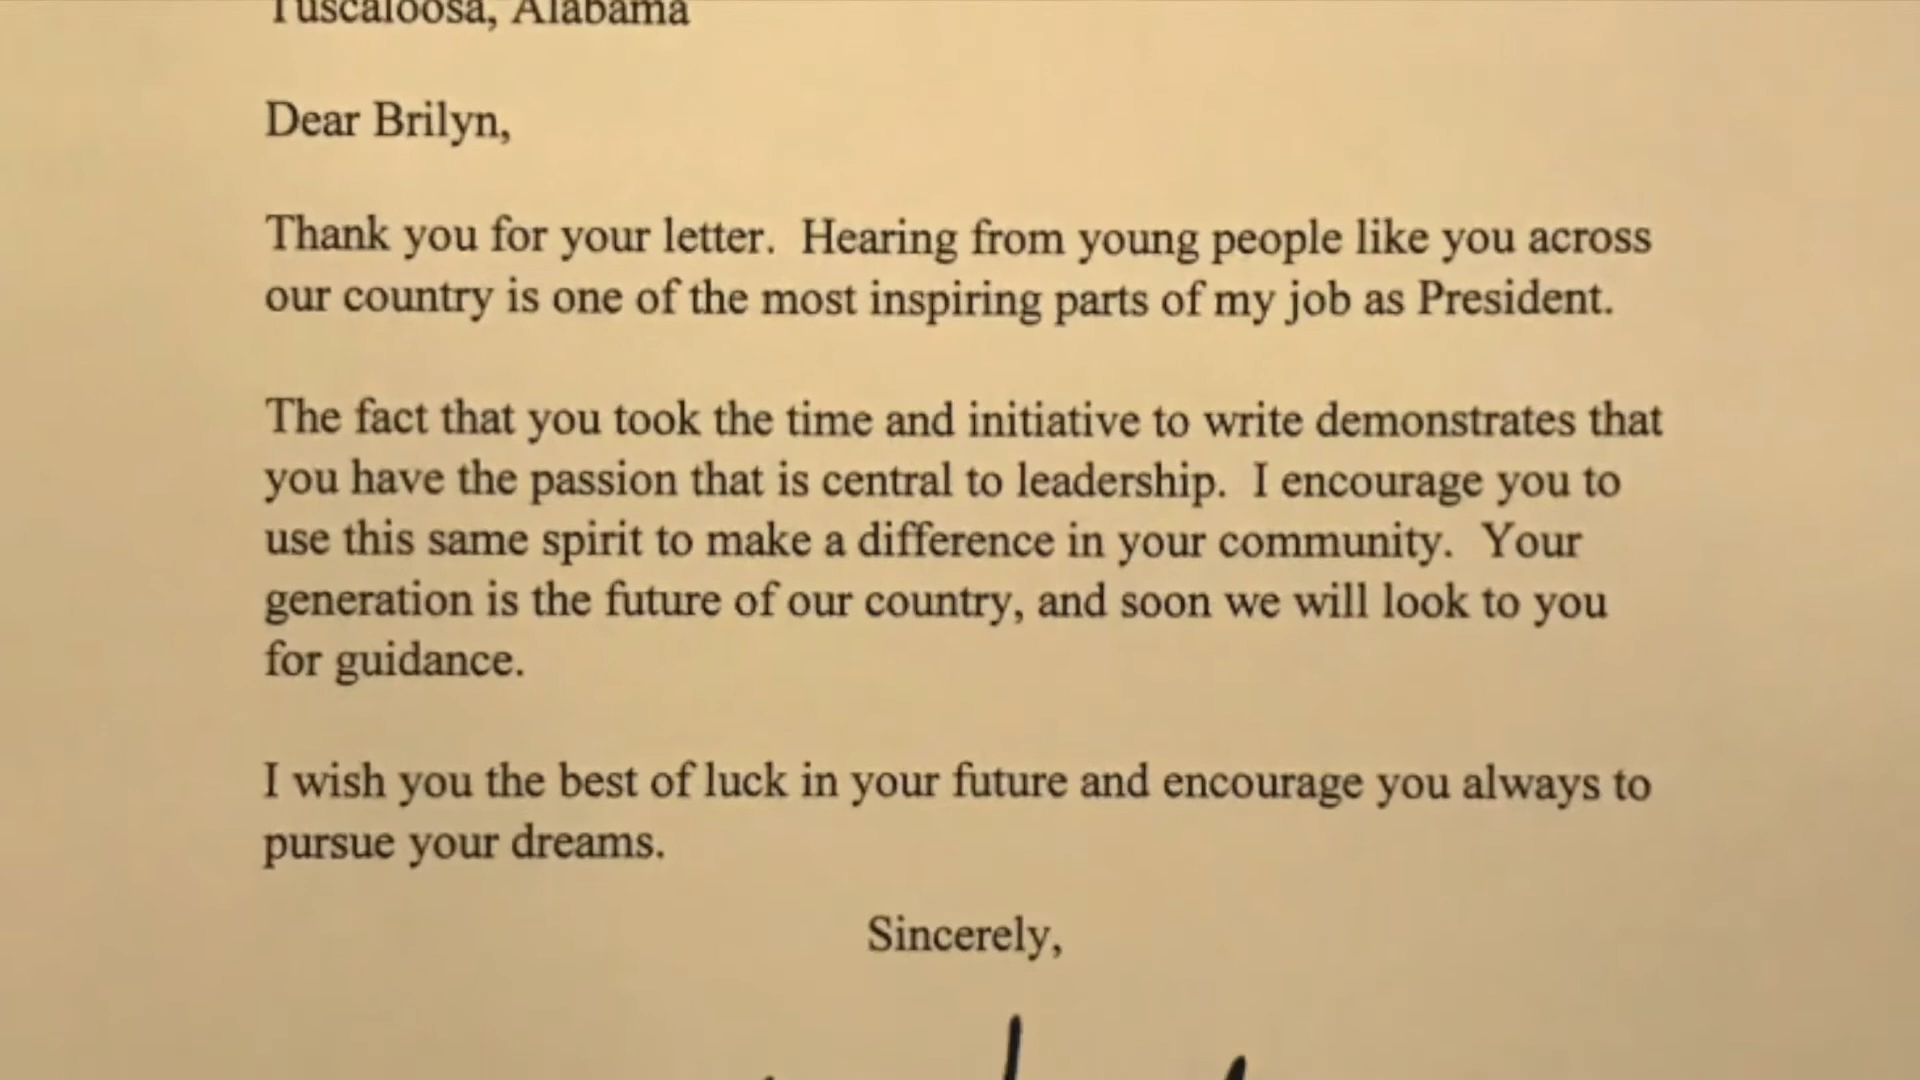 Tuscaloosa, Alabama
Dear Brilyn,
Thank you for your letter.  Hearing from young people like you across
our country is one of the most inspiring parts of my job as President.
The fact that you took the time and initiative to write demonstrates that
you have the passion that is central to leadership.  I encourage you to
use this same spirit to make a difference in your community.  Your
generation is the future of our country, and soon we will look to you
for guidance.
I wish you the best of luck in your future and encourage you always to
pursue your dreams.
Sincerely,